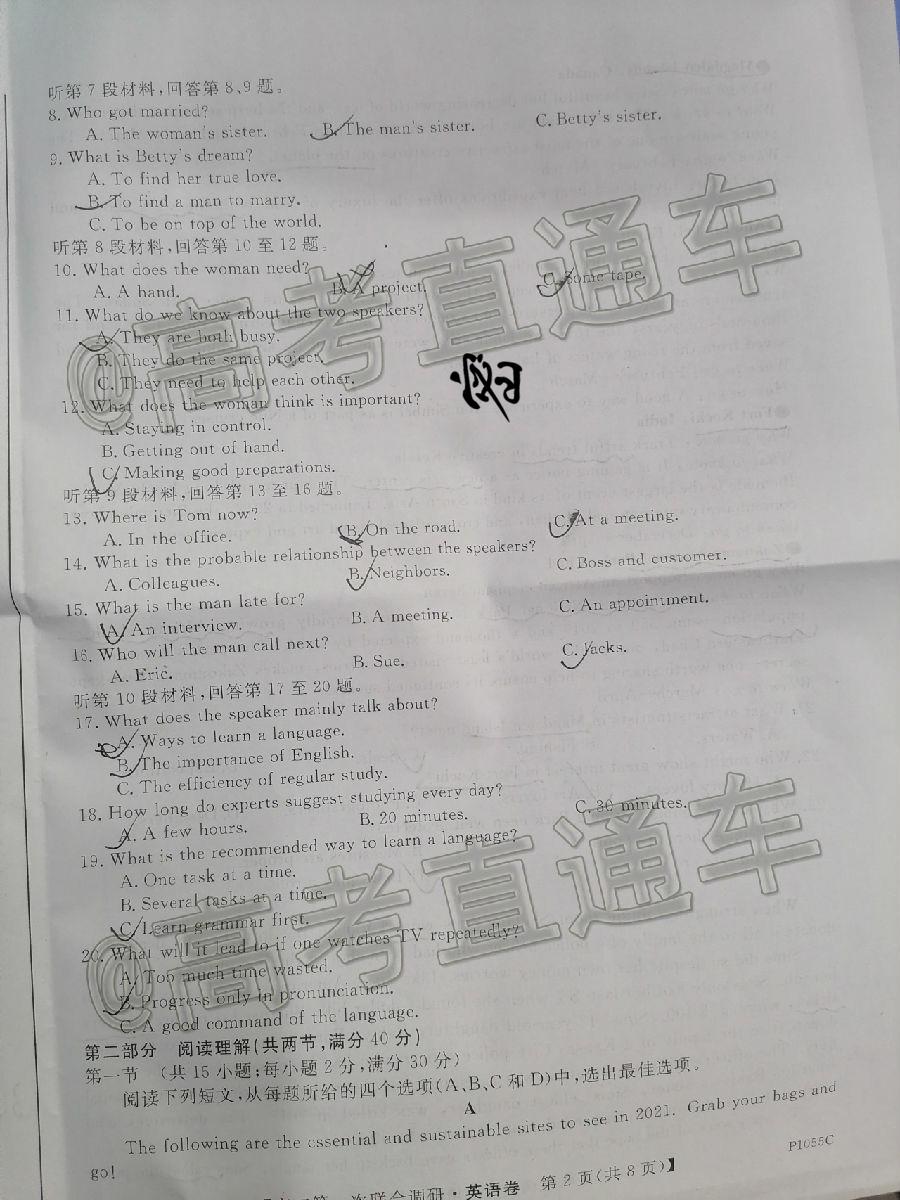 听第7段材料,回答第8、9题。
8. Who got married?
A. The woman's sister. B. The man's sister. C. Betty's sister.
9. What is Betty's dream?
A. To find her true love.
B. To find a man to marry.
C. To be on top of the world.
听第8段材料,回答第10至12题。
10. What does the woman need?
A. A hand. B. A project. C. Some tape.
11. What do we know about the two speakers?
A. They are both busy.
B. They do the same project.
C. They need to help each other.
12. What does the woman think is important?
A. Staying in control.
B. Getting out of hand.
C. Making good preparations.
听第9段材料,回答第13至16题。
13. Where is Tom now?
A. In the office. B. On the road. C. At a meeting.
14. What is the probable relationship between the speakers?
A. Colleagues. B. Neighbors. C. Boss and customer.
15. What is the man late for?
A. An interview. B. A meeting. C. An appointment.
16. Who will the man call next?
A. Eric. B. Sue. C. Jacks.
听第10段材料,回答第17至20题。
17. What does the speaker mainly talk about?
A. Ways to learn a language.
B. The importance of English.
C. The efficiency of regular study.
18. How long do experts suggest studying every day?
A. A few hours. B. 20 minutes. C. 30 minutes.
19. What is the recommended way to learn a language?
A. One task at a time.
B. Several tasks at a time.
C. Learn grammar first.
20. What will it lead to if one watches TV repeatedly?
A. Too much time wasted.
B. Progress only in pronunciation.
C. A good command of the language.
第二部分 阅读理解(共两节,满分40分)
第一节 (共15小题;每小题2分,满分30分)
阅读下列短文,从每题所给的四个选项(A、B、C和D)中,选出最佳选项。
A
The following are the essential and sustainable sites to see in 2021. Grab your bags and
go!
P1055C
次联合调研·英语卷 第2页(共8页)】
@高考直通车
@高考直通车